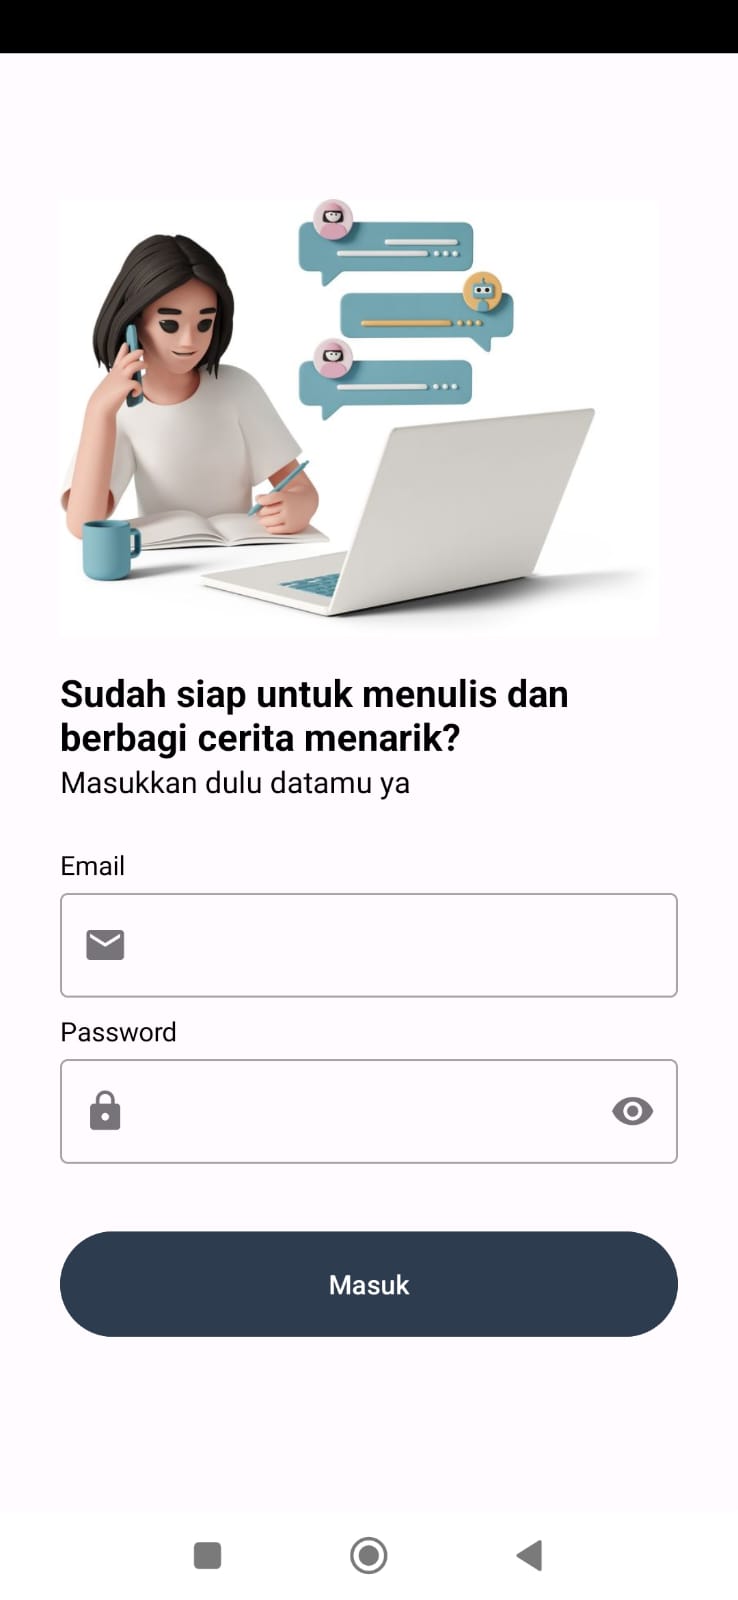 Sudah siap untuk menulis dan
berbagi cerita menarik?
Masukkan dulu datamu ya
Email
Password
Masuk